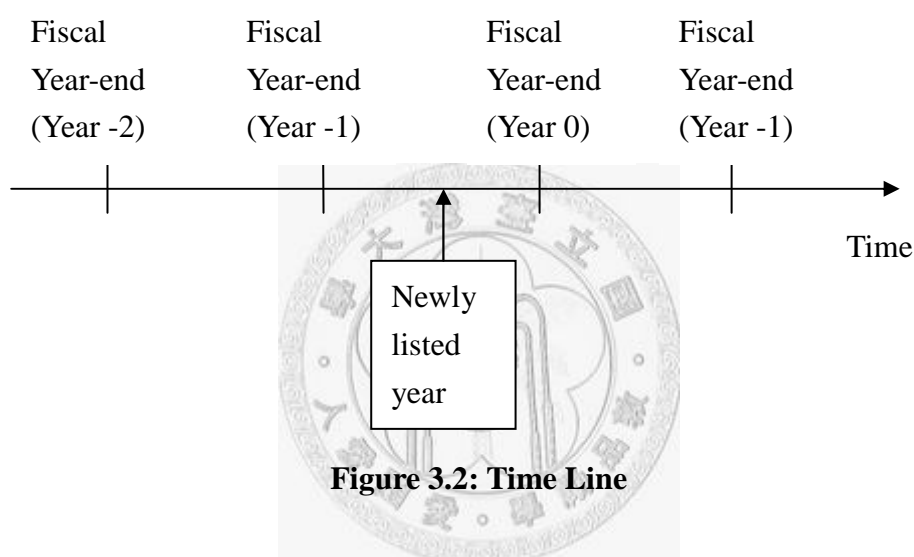 Fiscal
Year-end
(Year -2)
Fiscal
Year-end
(Year -1)
Fiscal
Year-end
(Year 0)
Fiscal
Year-end
(Year -1)
Time
Newly
listed
year
Figure 3.2: Time Line